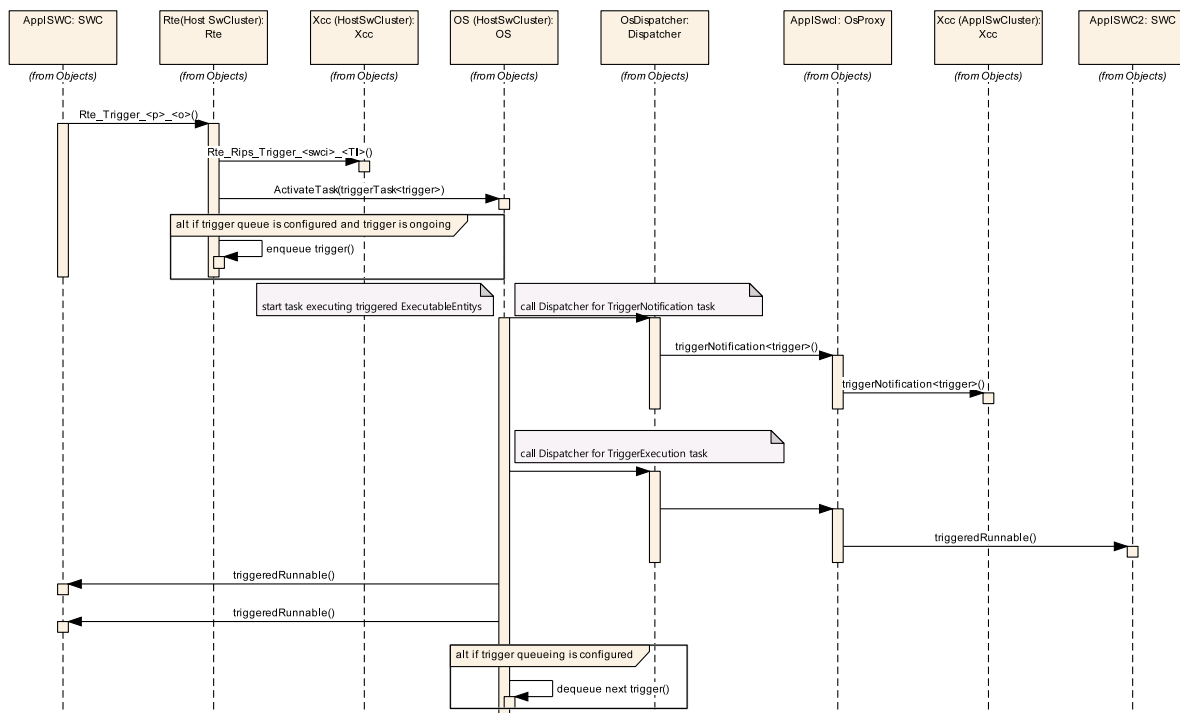 ApplSWC: SWC
Rte(Host SwCluster):
Rte
Xcc (HostSwCluster):
Xcc
OS (HostSwCluster):
OS
OsDispatcher:
Dispatcher
ApplSwcl: OsProxy
Xcc (ApplSwCluster):
Xcc
ApplSWC2: SWC
(from Objects)
(from Objects)
(from Objects)
(from Objects)
(from Objects)
(from Objects)
(from Objects)
(from Objects)
Rte_Trigger_<p>_<o>()
Rte_Rips_Trigger_<swci>_<TI>()
ActivateTask(triggerTask<trigger>)
alt if trigger queue is configured and trigger is ongoing
enqueue trigger()
start task executing triggered ExecutableEntitys
call Dispatcher for TriggerNotification task
triggerNotification<trigger>()
triggerNotification<trigger>()
call Dispatcher for TriggerExecution task
triggeredRunnable()
triggeredRunnable()
triggeredRunnable()
alt if trigger queueing is configured
dequeue next trigger()